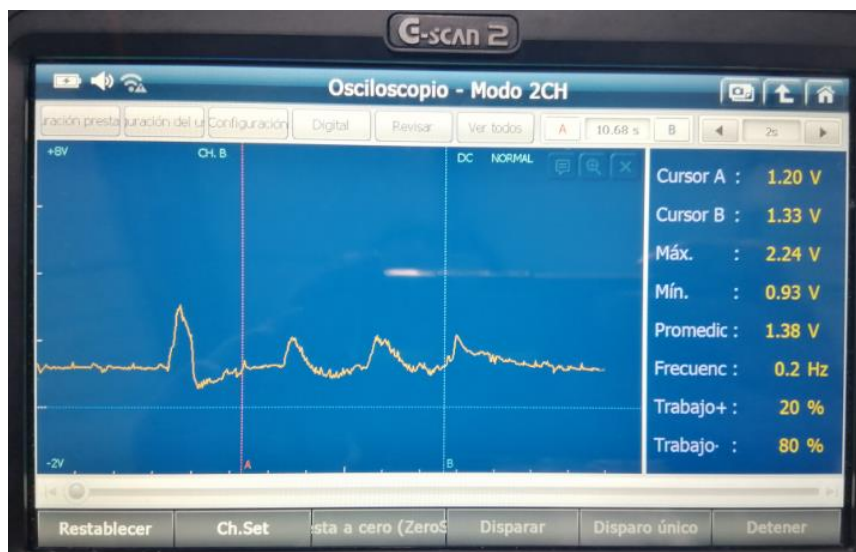 G-scan 2
Osciloscopio - Modo 2CH
ración presta uración del u Configuración Digital Revisar Ver todos A 10.68 s B 2s
+8V CH. B DC NORMAL
Cursor A : 1.20 V
Cursor B : 1.33 V
Máx. : 2.24 V
Mín. : 0.93 V
Promedic : 1.38 V
Frecuenc : 0.2 Hz
Trabajo+ : 20 %
Trabajo- : 80 %
-2V A B
Restablecer Ch.Set sta a cero (ZeroS Disparar Disparo único Detener